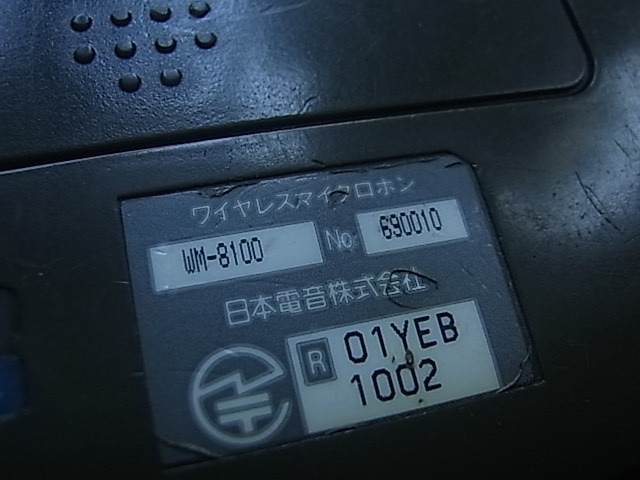 ワイヤレスマイクロホン
WM-8100 No 690010
日本電音株式会社
R 01YEB
1002